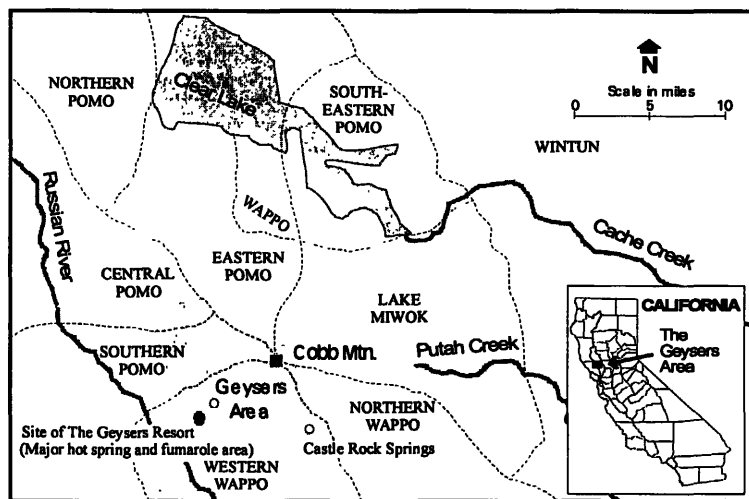 NORTHERN
POMO
Clear Lake
SOUTH-
EASTERN
POMO
N
Scale in miles
0 5 10
WINTUN
Russian River
WAPPO
Cache Creek
EASTERN
POMO
CENTRAL
POMO
LAKE
MIWOK
CALIFORNIA
The
Geysers
Area
SOUTHERN
POMO
Cobb Mtn.
Putah Creek
Geysers
Area
NORTHERN
WAPPO
Site of The Geysers Resort
(Major hot spring and fumarole area)
Castle Rock Springs
WESTERN
WAPPO